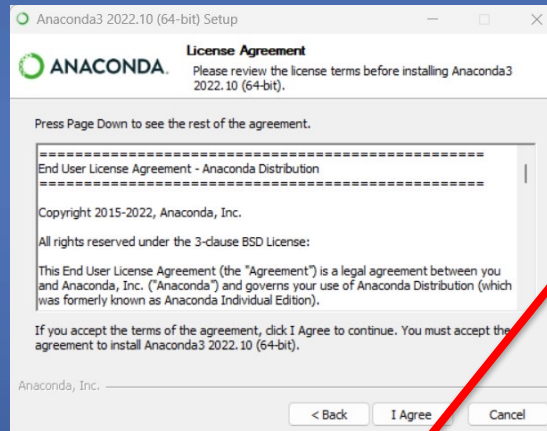 Anaconda3 2022.10 (64-bit) Setup
ANACONDA.
License Agreement
Please review the license terms before installing Anaconda3
2022.10 (64-bit).
Press Page Down to see the rest of the agreement.
==================================================
End User License Agreement - Anaconda Distribution
==================================================
Copyright 2015-2022, Anaconda, Inc.
All rights reserved under the 3-clause BSD License:
This End User License Agreement (the "Agreement") is a legal agreement between you
and Anaconda, Inc. ("Anaconda") and governs your use of Anaconda Distribution (which
was formerly known as Anaconda Individual Edition).
If you accept the terms of the agreement, click I Agree to continue. You must accept the
agreement to install Anaconda3 2022.10 (64-bit).
Anaconda, Inc.
< Back
I Agree
Cancel